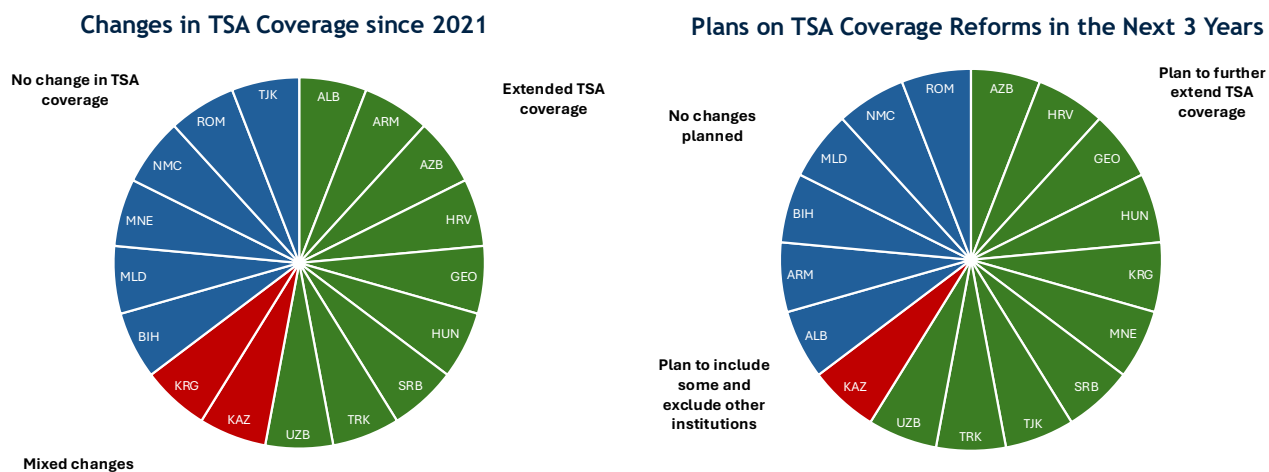 Changes in TSA Coverage since 2021
No change in TSA
coverage
Extended TSA
coverage
TJK
ALB
ROM
ARM
NMC
AZB
MNE
HRV
MLD
GEO
BIH
HUN
KRG
SRB
KAZ
TRK
UZB
Mixed changes
Plans on TSA Coverage Reforms in the Next 3 Years
No changes
planned
Plan to further
extend TSA
coverage
ROM
AZB
NMC
HRV
MLD
GEO
BIH
HUN
ARM
KRG
ALB
MNE
KAZ
SRB
UZB
TJK
TRK
Plan to include
some and
exclude other
institutions